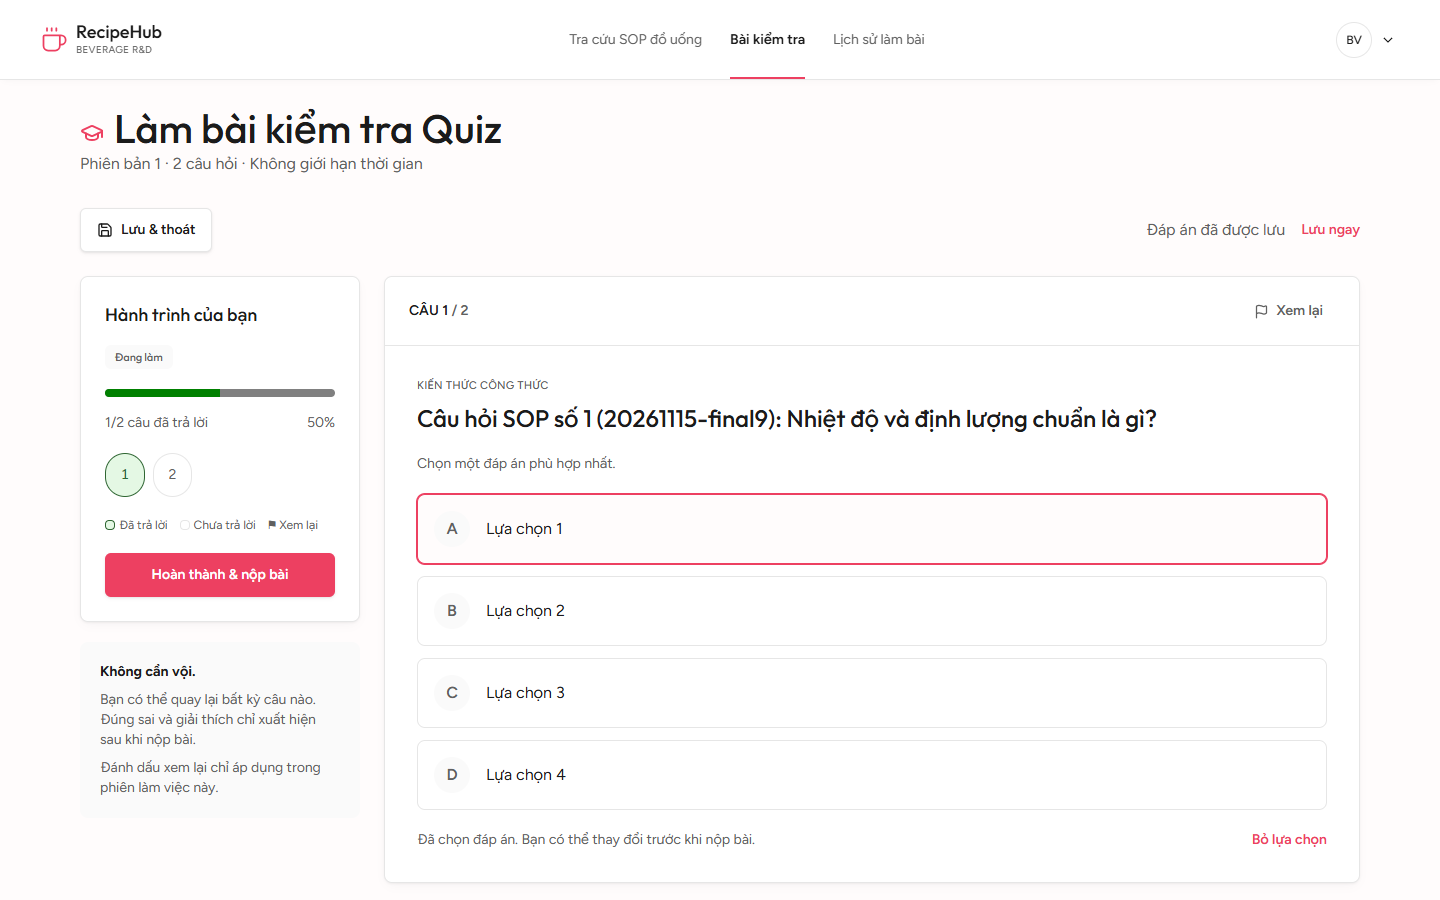 RecipeHub
BEVERAGE R&D
Tra cứu SOP đồ uống
Bài kiểm tra
Lịch sử làm bài
BV
Làm bài kiểm tra Quiz
Phiên bản 1 · 2 câu hỏi · Không giới hạn thời gian
Lưu & thoát
Đáp án đã được lưu
Lưu ngay
Hành trình của bạn
Đang làm
1/2 câu đã trả lời
50%
1
2
Đã trả lời
Chưa trả lời
Xem lại
Hoàn thành & nộp bài
Không cần vội.
Bạn có thể quay lại bất kỳ câu nào.
Đúng sai và giải thích chỉ xuất hiện
sau khi nộp bài.
Đánh dấu xem lại chỉ áp dụng trong
phiên làm việc này.
CÂU 1 / 2
Xem lại
KIẾN THỨC CÔNG THỨC
Câu hỏi SOP số 1 (20261115-final9): Nhiệt độ và định lượng chuẩn là gì?
Chọn một đáp án phù hợp nhất.
A Lựa chọn 1
B Lựa chọn 2
C Lựa chọn 3
D Lựa chọn 4
Đã chọn đáp án. Bạn có thể thay đổi trước khi nộp bài.
Bỏ lựa chọn